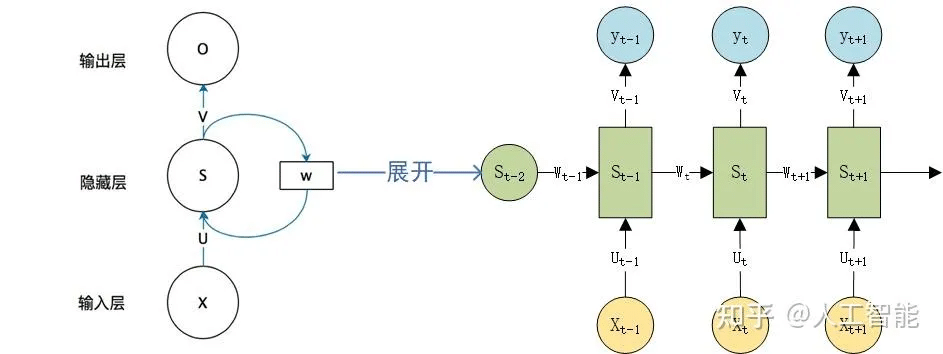 输出层
O
V
隐藏层
S
w
U
输入层
X
展开
y_{t-1}
y_t
y_{t+1}
V_{t-1}
V_t
V_{t+1}
S_{t-2}
W_{t-1}
S_{t-1}
W_t
S_t
W_{t+1}
S_{t+1}
U_{t-1}
U_t
U_{t+1}
X_{t-1}
X_t
X_{t+1}
知乎 @人工智能